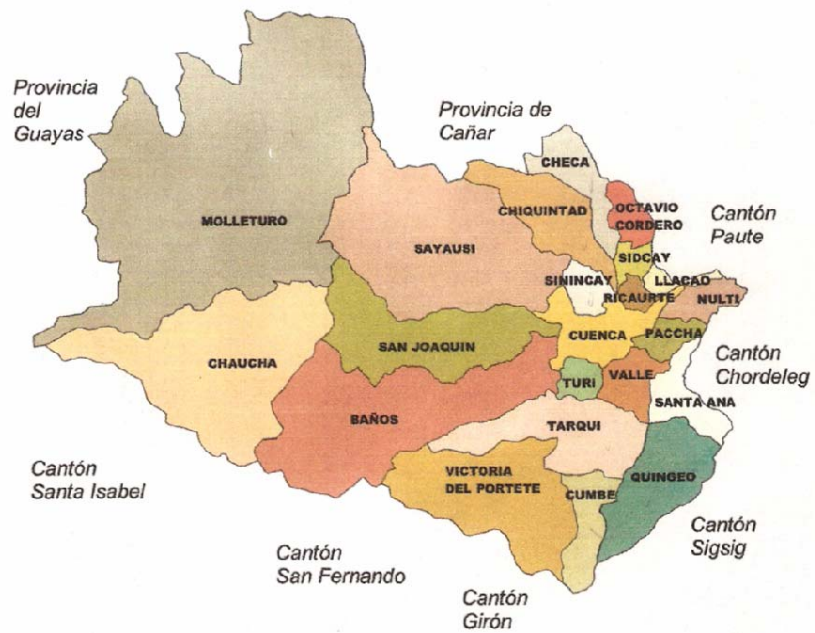 Provincia
del
Guayas
Provincia de
Cañar
CHECA
MOLLETURO
CHIQUINTAD
OCTAVIO
CORDERO
Cantón
Paute
SAYAUSI
SIDCAY
SININCAY
LLACAO
RICAURTE
NULTI
CUENCA
PACCHA
SAN JOAQUIN
CHAUCHA
Cantón
Chordeleg
TURI
VALLE
SANTA ANA
BAÑOS
TARQUI
Cantón
Santa Isabel
VICTORIA
DEL PORTETE
CUMBE
QUINGEO
Cantón
Sigsig
Cantón
San Fernando
Cantón
Girón